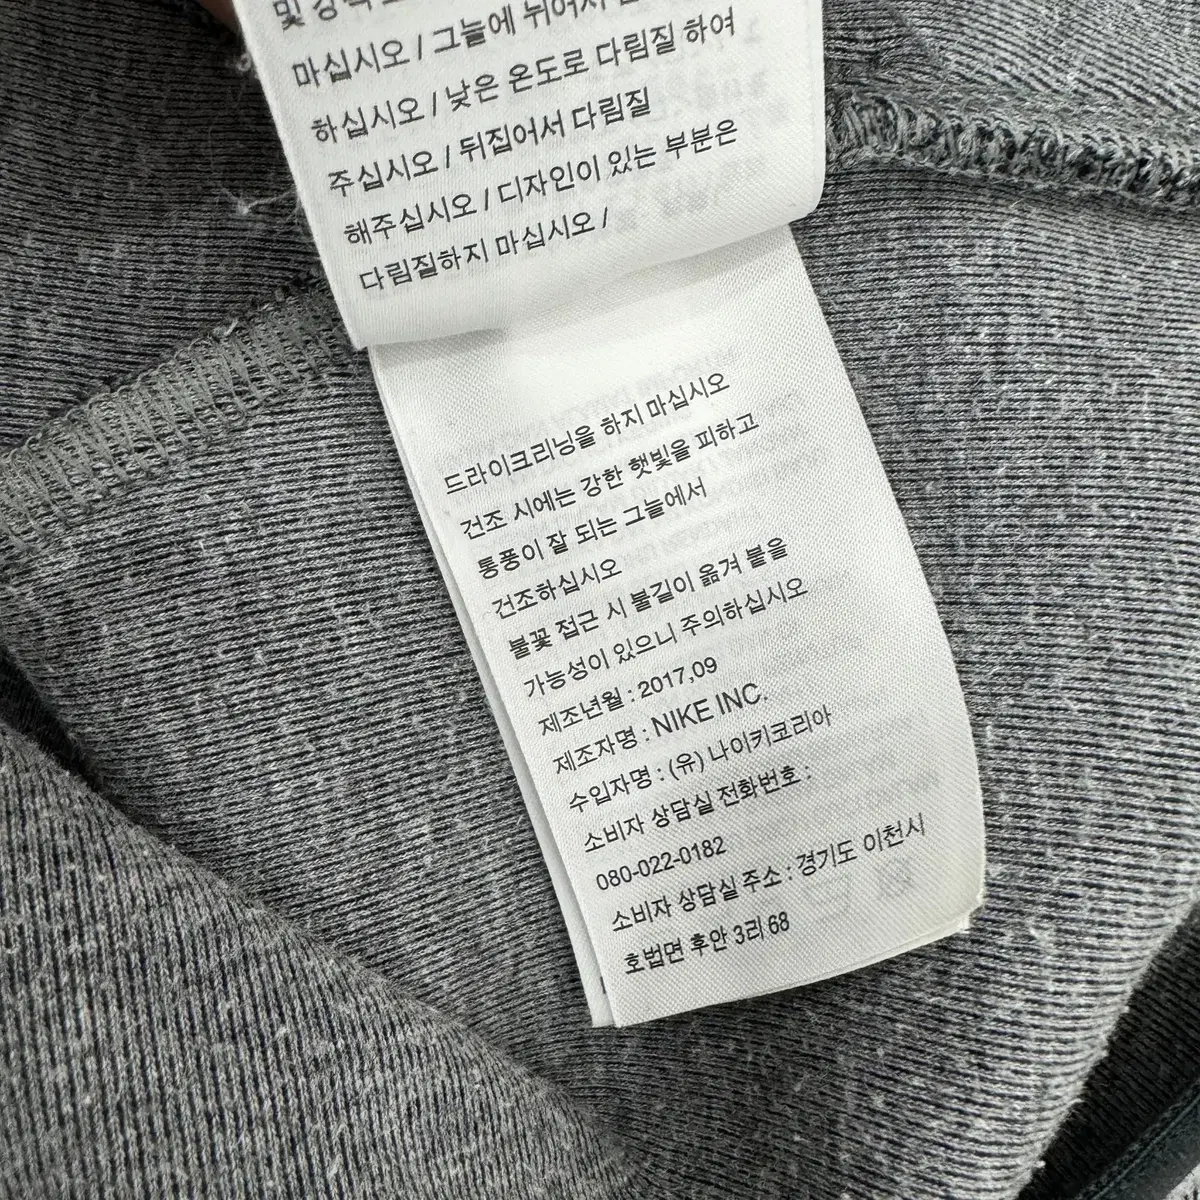 및 강
마십시오 / 그늘에 뉘어서
하십시오 / 낮은 온도로 다림질 하여
주십시오 / 뒤집어서 다림질
해주십시오 / 디자인이 있는 부분은
다림질하지 마십시오 /
드라이크리닝을 하지 마십시오
건조 시에는 강한 햇빛을 피하고
통풍이 잘 되는 그늘에서
건조하십시오
불꽃 접근 시 불길이 옮겨 붙을
가능성이 있으니 주의하십시오
제조년월 : 2017.09
제조자명 : NIKE INC.
수입자명 : (유) 나이키코리아
소비자 상담실 전화번호 :
080-022-0182
소비자 상담실 주소 : 경기도 이천시
호법면 후안 3리 68